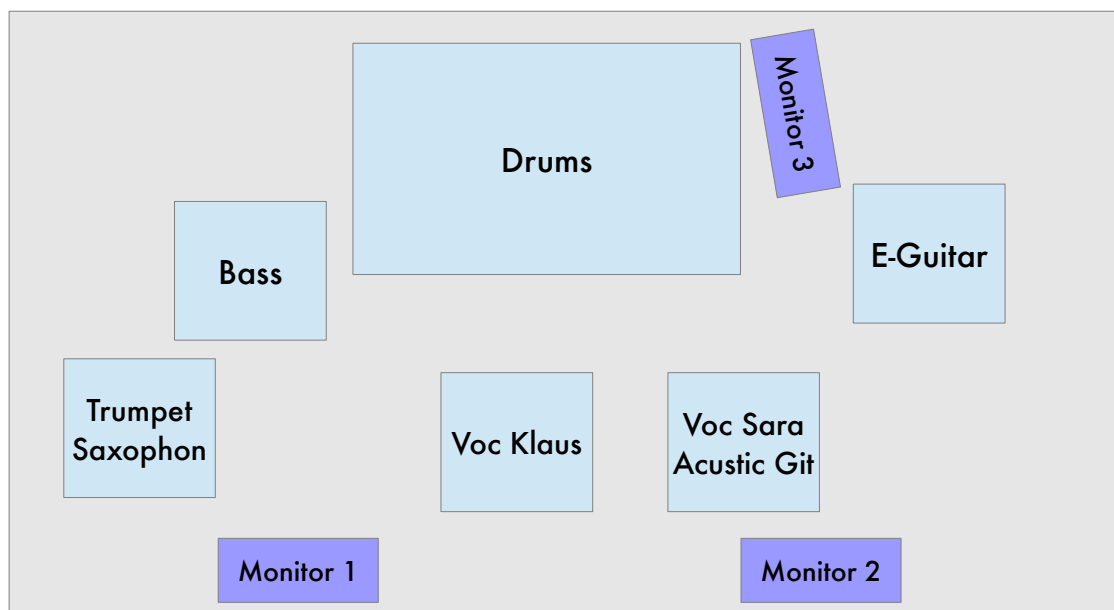 Monitor 3
Drums
Bass
E-Guitar
Trumpet
Saxophon
Voc Klaus
Voc Sara
Acustic Git
Monitor 1
Monitor 2